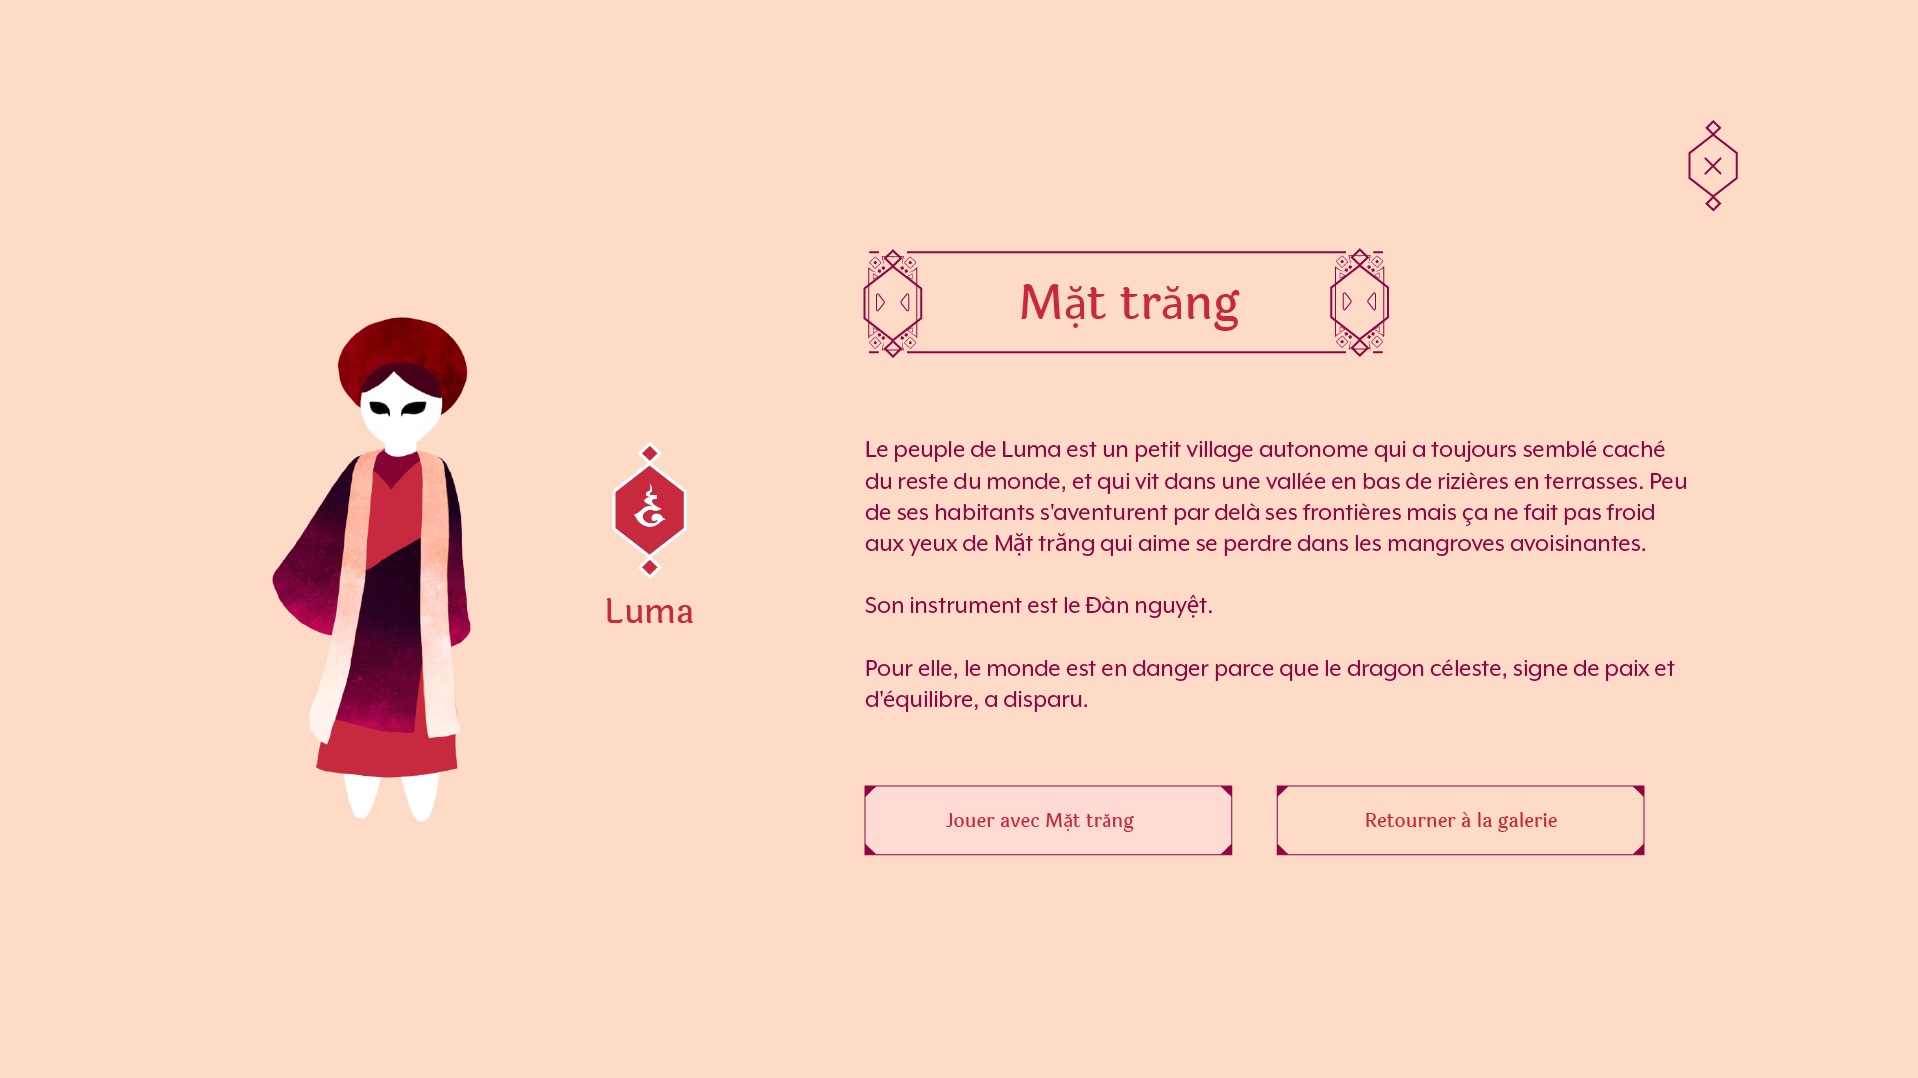 Mặt trăng
Le peuple de Luma est un petit village autonome qui a toujours semblé caché
du reste du monde, et qui vit dans une vallée en bas de rizières en terrasses. Peu
de ses habitants s'aventurent par delà ses frontières mais ça ne fait pas froid
aux yeux de Mặt trăng qui aime se perdre dans les mangroves avoisinantes.
Son instrument est le Đàn nguyệt.
Pour elle, le monde est en danger parce que le dragon céleste, signe de paix et
d'équilibre, a disparu.
Luma
Jouer avec Mặt trăng
Retourner à la galerie